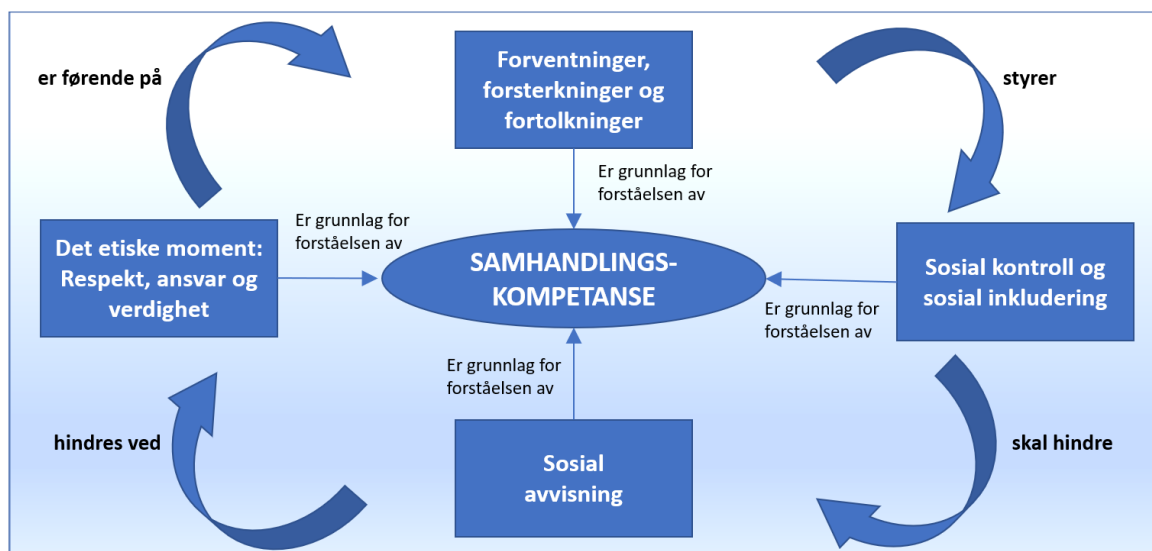 er førende på
Forventninger,
forsterkninger og
fortolkninger
styrer
Er grunnlag for
forståelsen av
Det etiske moment:
Respekt, ansvar og
verdighet
Er grunnlag for
forståelsen av
SAMHANDLINGS-
KOMPETANSE
Sosial kontroll og
sosial inkludering
Er grunnlag for
forståelsen av
Er grunnlag for
forståelsen av
hindres ved
Sosial
avvisning
skal hindre